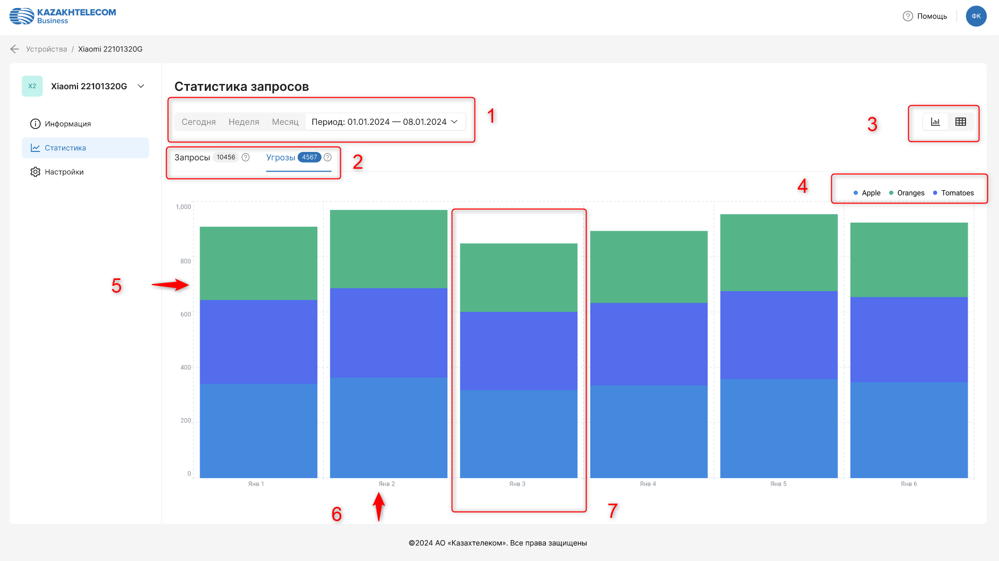 KAZAKHTELECOM
Business
Помощь
ФК
Устройства / Xiaomi 22101320G
X2 Xiaomi 22101320G
Информация
Статистика
Настройки
Статистика запросов
Сегодня Неделя Месяц Период: 01.01.2024 — 08.01.2024
1
3
Запросы 10456
Угрозы 4567
2
4
Apple Oranges Tomatoes
1,000
800
5
600
400
200
0
Янв 1 Янв 2 Янв 3 Янв 4 Янв 5 Янв 6
6
7
©2024 АО «Казахтелеком». Все права защищены